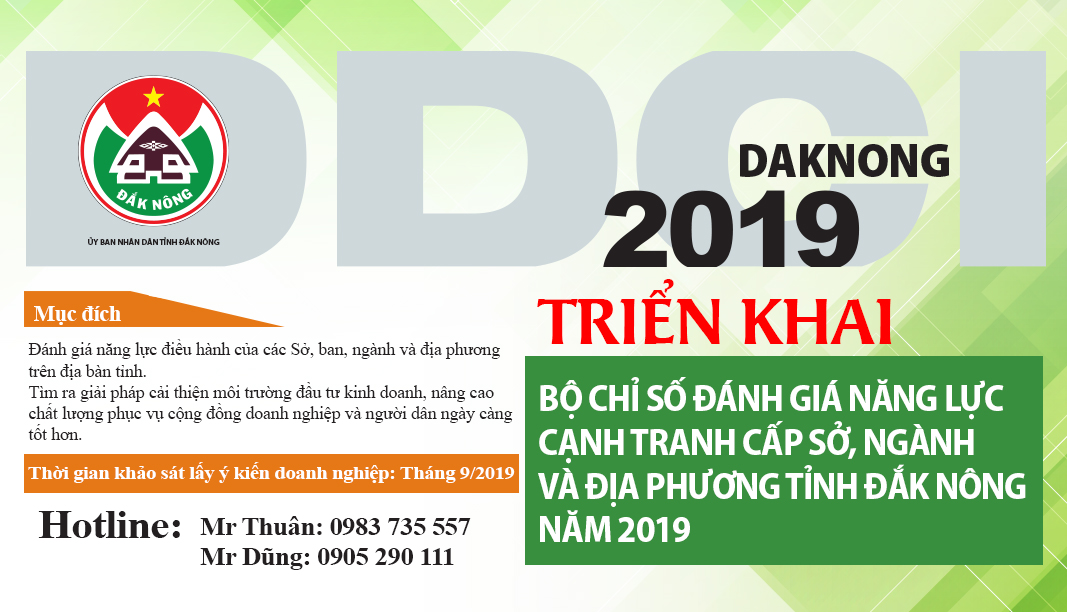 DDCI
ĐẮK NÔNG
ỦY BAN NHÂN DÂN TỈNH ĐẮK NÔNG
DAKNONG
2019
TRIỂN KHAI
BỘ CHỈ SỐ ĐÁNH GIÁ NĂNG LỰC
CẠNH TRANH CẤP SỞ, NGÀNH
VÀ ĐỊA PHƯƠNG TỈNH ĐẮK NÔNG
NĂM 2019
Mục đích
Đánh giá năng lực điều hành của các Sở, ban, ngành và địa phương
trên địa bàn tỉnh.
Tìm ra giải pháp cải thiện môi trường đầu tư kinh doanh, nâng cao
chất lượng phục vụ cộng đồng doanh nghiệp và người dân ngày càng
tốt hơn.
Thời gian khảo sát lấy ý kiến doanh nghiệp: Tháng 9/2019
Hotline: Mr Thuân: 0983 735 557
Mr Dũng: 0905 290 111